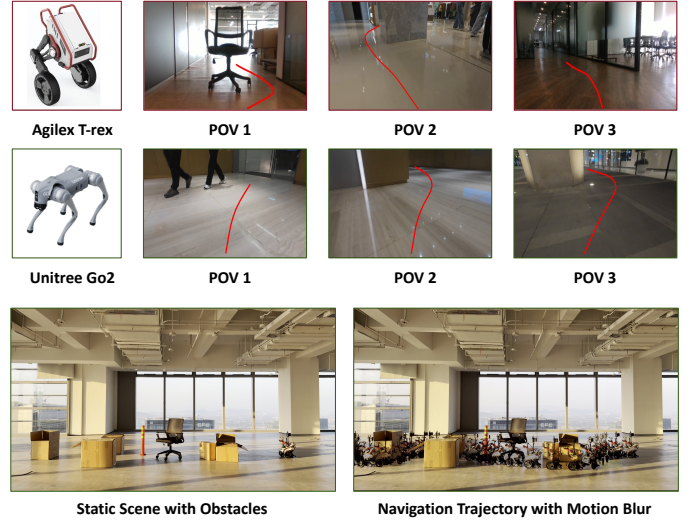 Agilex T-rex
POV 1
POV 2
POV 3
Unitree Go2
POV 1
POV 2
POV 3
Static Scene with Obstacles
Navigation Trajectory with Motion Blur